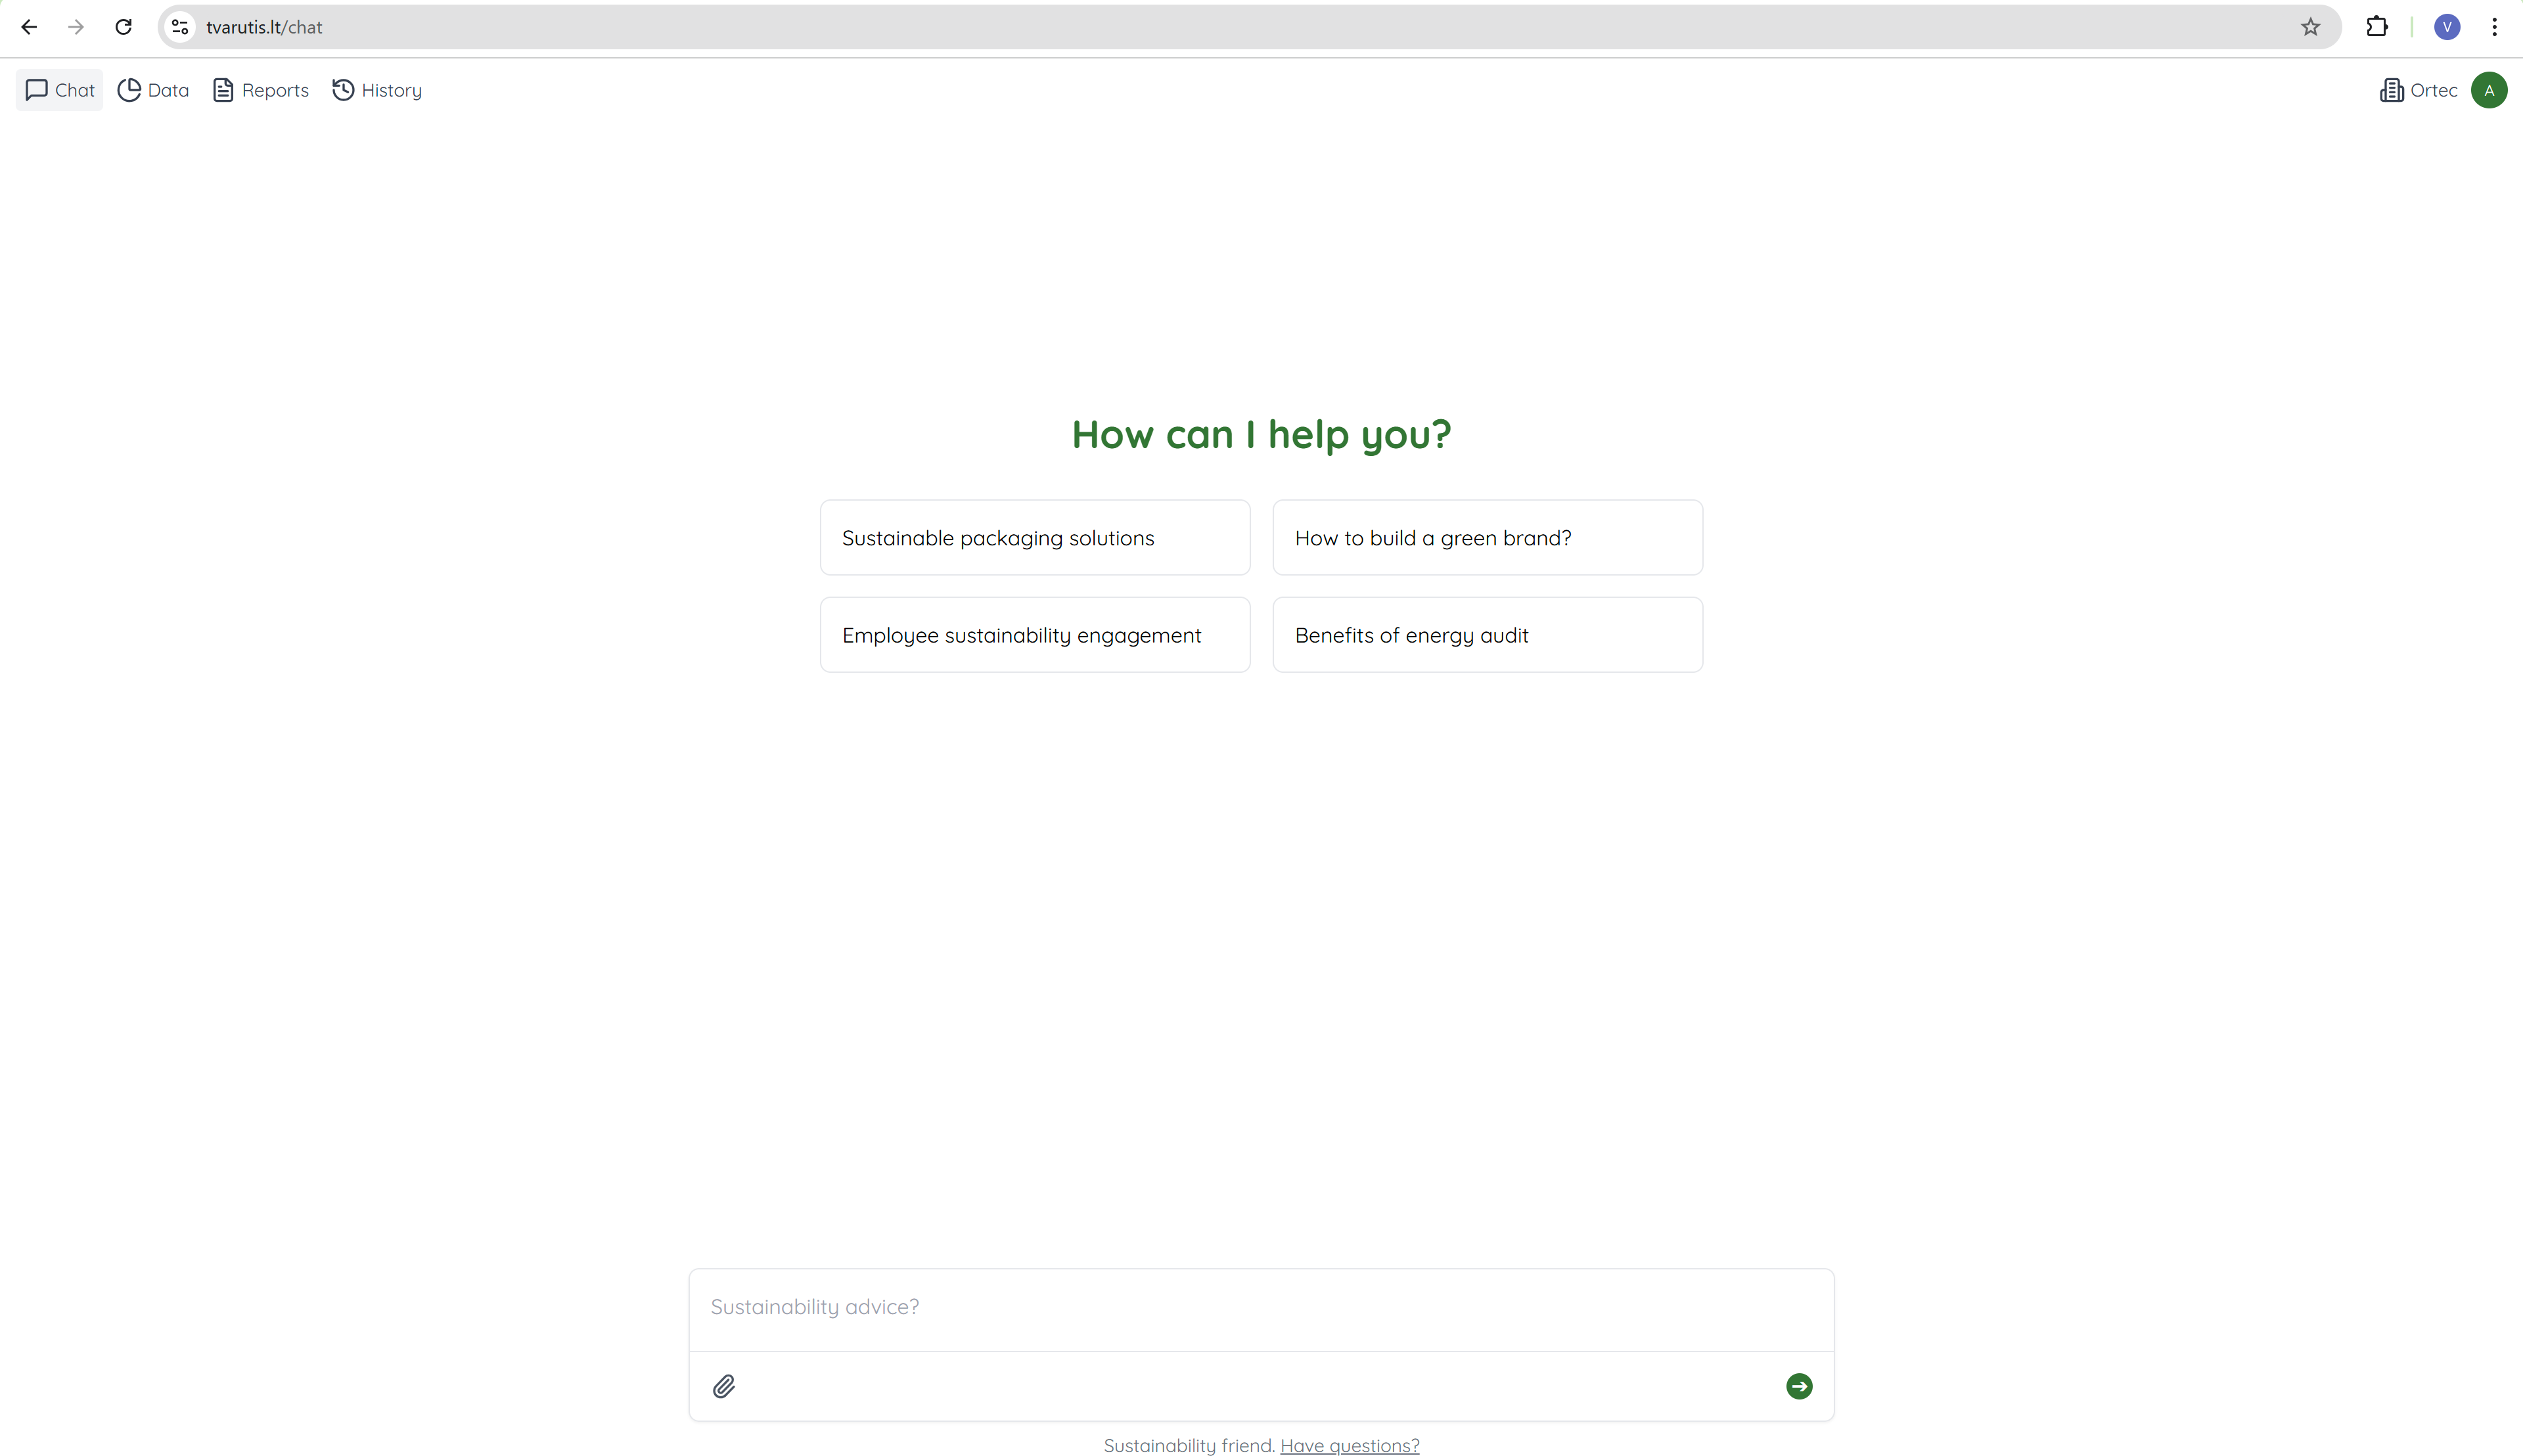 tvarutis.lt/chat
V
Chat Data Reports History Ortec A
How can I help you?
Sustainable packaging solutions
How to build a green brand?
Employee sustainability engagement
Benefits of energy audit
Sustainability advice?
Sustainability friend. Have questions?